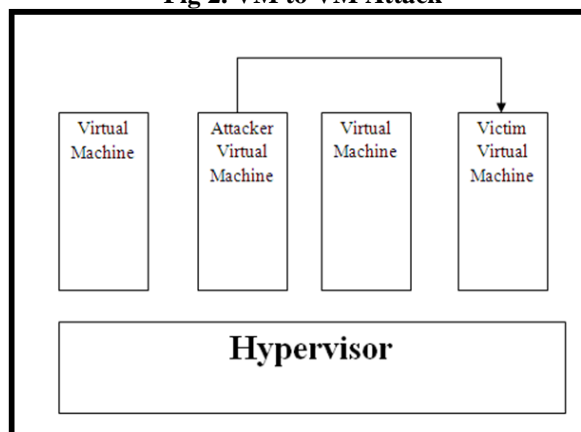 Fig 2. VM to VM Attack
Virtual
Machine
Attacker
Virtual
Machine
Virtual
Machine
Victim
Virtual
Machine
Hypervisor